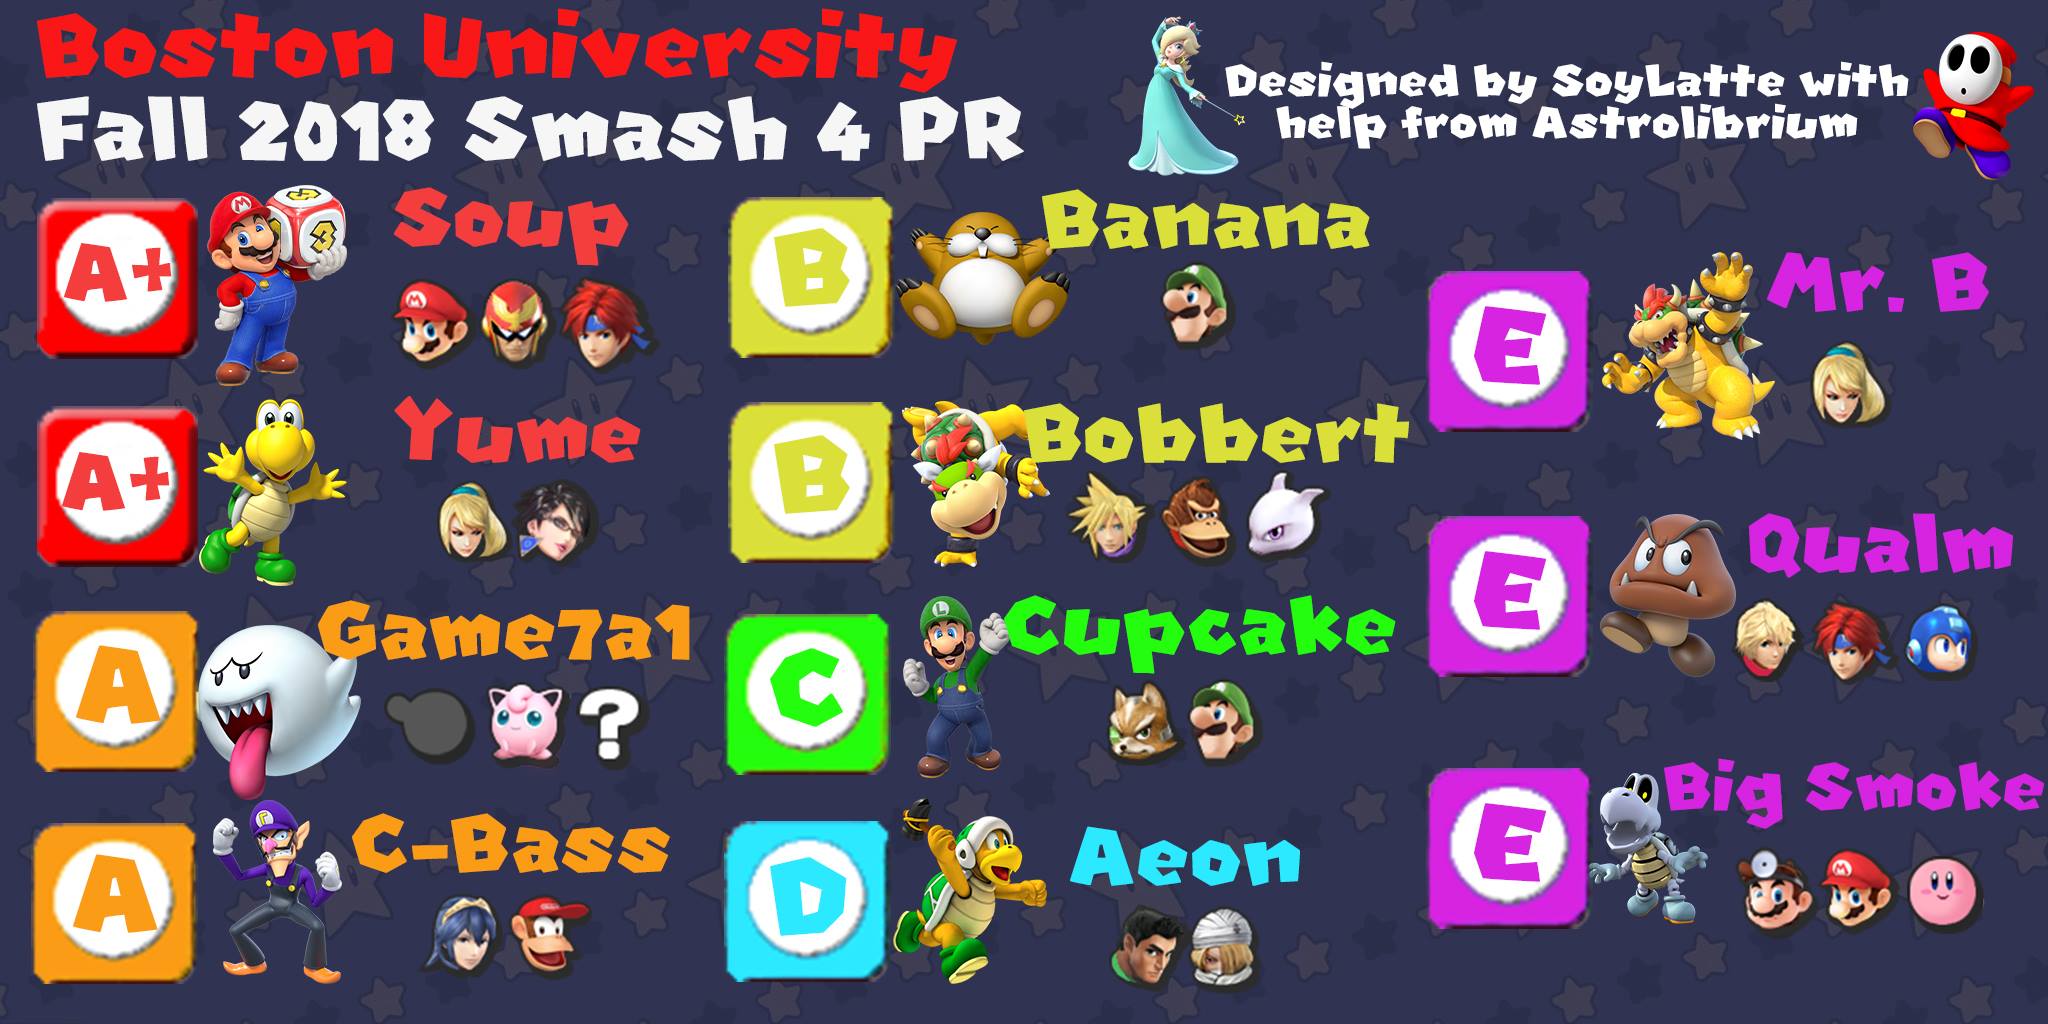 Boston University
Fall 2018 Smash 4 PR
Designed by SoyLatte with
help from Astrolibrium
A+
Soup
A+
Yume
A
Game7a1
?
A
C-Bass
B
Banana
B
Bobbert
C
Cupcake
D
Aeon
E
Mr. B
E
Qualm
E
Big Smoke